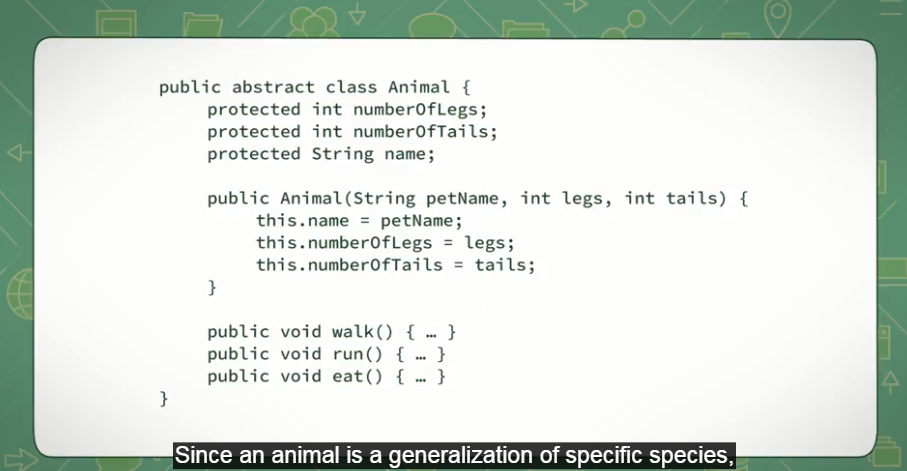 public abstract class Animal {
protected int numberOfLegs;
protected int numberOfTails;
protected String name;
public Animal(String petName, int legs, int tails) {
this.name = petName;
this.numberOfLegs = legs;
this.numberOfTails = tails;
}
public void walk() { … }
public void run() { … }
public void eat() { … }
}
Since an animal is a generalization of specific species,